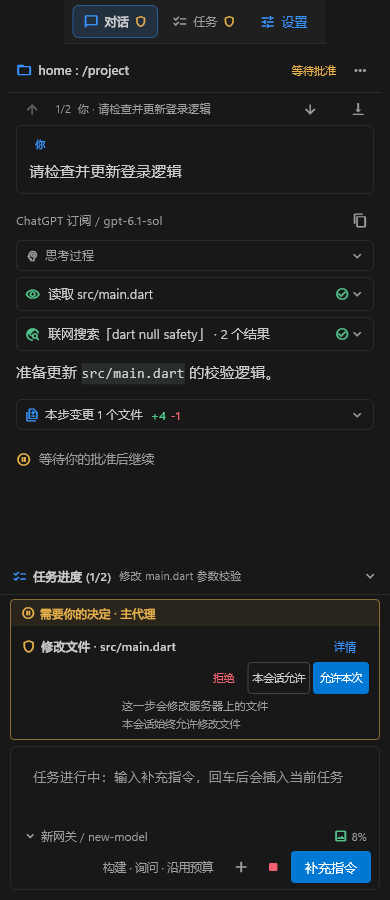 对话 任务 设置
home : /project 等待批准
1/2 你 · 请检查并更新登录逻辑
你
请检查并更新登录逻辑
ChatGPT 订阅 / gpt-6.1-sol
思考过程
读取 src/main.dart
联网搜索「dart null safety」 · 2 个结果
准备更新 src/main.dart 的校验逻辑。
本步变更 1 个文件 +4 -1
等待你的批准后继续
任务进度 (1/2) 修改 main.dart 参数校验
需要你的决定 · 主代理
修改文件 · src/main.dart 详情
拒绝 本会话允许 允许本次
这一步会修改服务器上的文件
本会话始终允许修改文件
任务进行中：输入补充指令，回车后会插入当前任务
新网关 / new-model 8%
构建 · 询问 · 沿用预算 补充指令